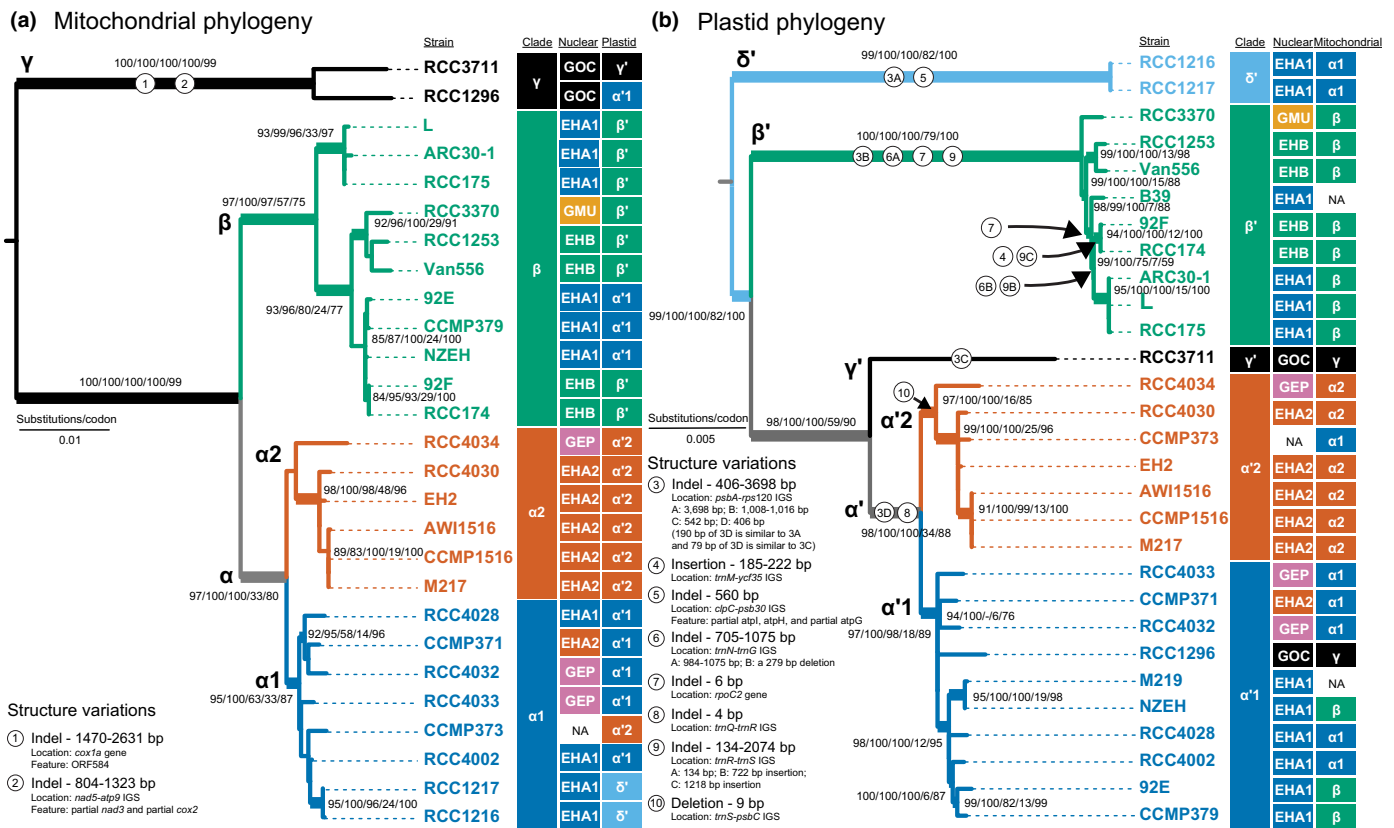 (a) Mitochondrial phylogeny
Strain Clade Nuclear Plastid
γ
100/100/100/100/99
1 2
RCC3711 GOC γ'
RCC1296 GOC α'1
γ
L EHA1 β'
93/99/96/33/97
ARC30-1 EHA1 β'
RCC175 EHA1 β'
97/100/97/57/75
β
RCC3370 GMU β'
92/96/100/29/91
RCC1253 EHB β'
Van556 EHB β'
β
92E EHA1 α'1
93/96/80/24/77
CCMP379 EHA1 α'1
85/87/100/24/100
NZEH EHA1 α'1
92F EHB β'
84/95/93/29/100
RCC174 EHB β'
100/100/100/100/99
Substitutions/codon
0.01
α2
RCC4034 GEP α'2
RCC4030 EHA2 α'2
98/100/98/48/96
EH2 EHA2 α'2
α2
AWI1516 EHA2 α'2
89/83/100/19/100
CCMP1516 EHA2 α'2
α
97/100/100/33/80
M217 EHA2 α'2
RCC4028 EHA1 α'1
92/95/58/14/96
CCMP371 EHA2 α'1
RCC4032 GEP α'1
α1
95/100/63/33/87
RCC4033 GEP α'1
α1
CCMP373 NA α'2
RCC4002 EHA1 α'1
RCC1217 EHA1 δ'
95/100/96/24/100
RCC1216 EHA1 δ'
Structure variations
1 Indel - 1470-2631 bp
Location: cox1a gene
Feature: ORF584
2 Indel - 804-1323 bp
Location: nad5-atp9 IGS
Feature: partial nad3 and partial cox2
(b) Plastid phylogeny
Strain Clade Nuclear Mitochondrial
δ'
99/100/100/82/100
3A 5
RCC1216 EHA1 α1
RCC1217 EHA1 α1
δ'
RCC3370 GMU β
β'
100/100/100/79/100
3B 6A 7 9
RCC1253 EHB β
99/100/100/13/98
Van556 EHB β
99/100/100/15/88
B39 EHA1 NA
98/99/100/7/88
92F EHB β
β'
7
94/100/100/12/100
RCC174 EHB β
4 9C
99/100/75/7/59
ARC30-1 EHA1 β
6B 9B
95/100/100/15/100
L EHA1 β
RCC175 EHA1 β
99/100/100/82/100
γ'
3C
RCC3711 γ' GOC γ
RCC4034 GEP α2
10
97/100/100/16/85
α'2
RCC4030 EHA2 α2
Substitutions/codon
0.005
98/100/100/59/90
99/100/100/25/96
CCMP373 NA α1
EH2 EHA2 α2
α'2
AWI1516 EHA2 α2
91/100/99/13/100
α'
3D 8
CCMP1516 EHA2 α2
98/100/100/34/88
M217 EHA2 α2
RCC4033 GEP α1
CCMP371 EHA2 α1
α'1
94/100/-/6/76
RCC4032 GEP α1
97/100/98/18/89
RCC1296 GOC γ
M219 EHA1 NA
95/100/100/19/98
α'1
NZEH EHA1 β
RCC4028 EHA1 α1
98/100/100/12/95
RCC4002 EHA1 α1
100/100/100/6/87
92E EHA1 β
99/100/82/13/99
CCMP379 EHA1 β
Structure variations
3 Indel - 406-3698 bp
Location: psbA-rps120 IGS
A: 3,698 bp; B: 1,008-1,016 bp
C: 542 bp; D: 406 bp
(190 bp of 3D is similar to 3A
and 79 bp of 3D is similar to 3C)
4 Insertion - 185-222 bp
Location: trnM-ycf35 IGS
5 Indel - 560 bp
Location: clpC-psb30 IGS
Feature: partial atpI, atpH, and partial atpG
6 Indel - 705-1075 bp
Location: trnN-trnG IGS
A: 984-1075 bp; B: a 279 bp deletion
7 Indel - 6 bp
Location: rpoC2 gene
8 Indel - 4 bp
Location: trnQ-trnR IGS
9 Indel - 134-2074 bp
Location: trnR-trnS IGS
A: 134 bp; B: 722 bp insertion;
C: 1218 bp insertion
10 Deletion - 9 bp
Location: trnS-psbC IGS